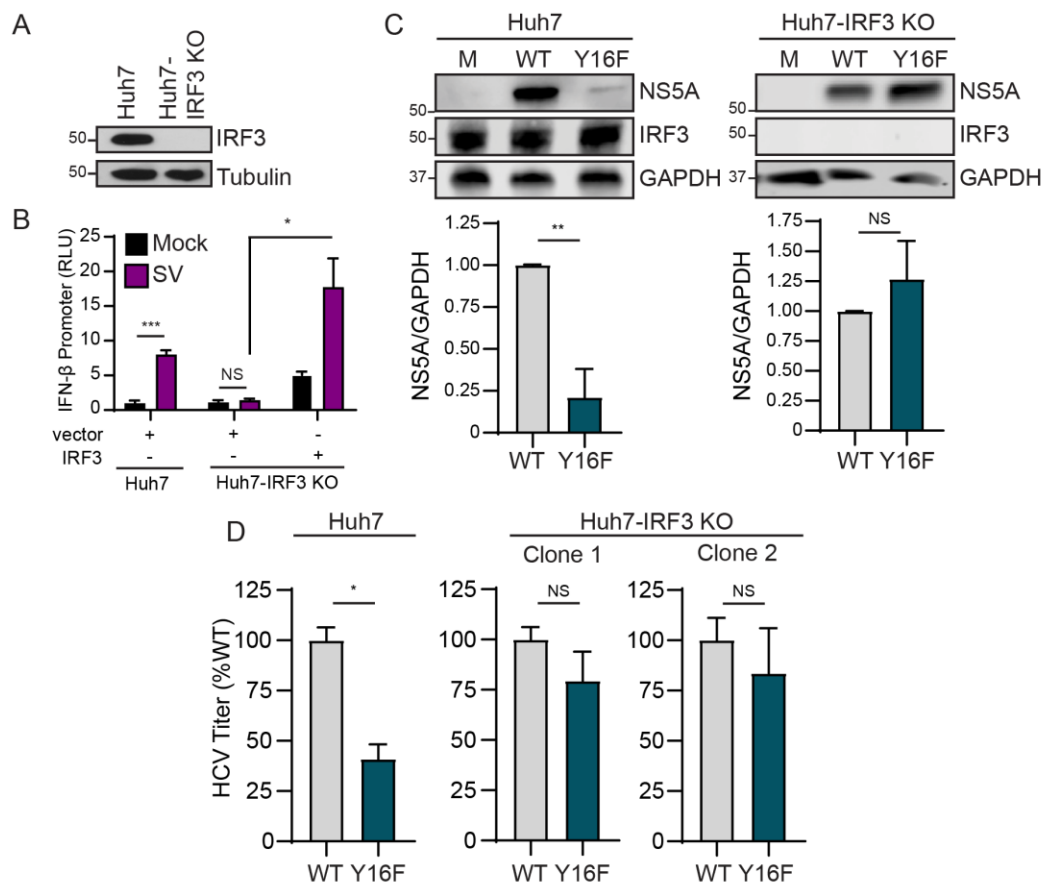 A
Huh7
Huh7-
IRF3 KO
50
IRF3
50
Tubulin
B
IFN-β Promoter (RLU)
25
20
15
10
5
0
Mock
SV
***
NS
*
vector + + -
IRF3 - - +
Huh7 Huh7-IRF3 KO
C
Huh7
M WT Y16F
50
NS5A
50
IRF3
37
GAPDH
NS5A/GAPDH
1.25
1.00
0.75
0.50
0.25
0
**
WT Y16F
Huh7-IRF3 KO
M WT Y16F
50
NS5A
50
IRF3
37
GAPDH
NS5A/GAPDH
1.75
1.50
1.25
1.00
0.75
0.50
0.25
0
NS
WT Y16F
D
Huh7
HCV Titer (%WT)
125
100
75
50
25
0
*
WT Y16F
Huh7-IRF3 KO
Clone 1
125
100
75
50
25
0
NS
WT Y16F
Clone 2
125
100
75
50
25
0
NS
WT Y16F